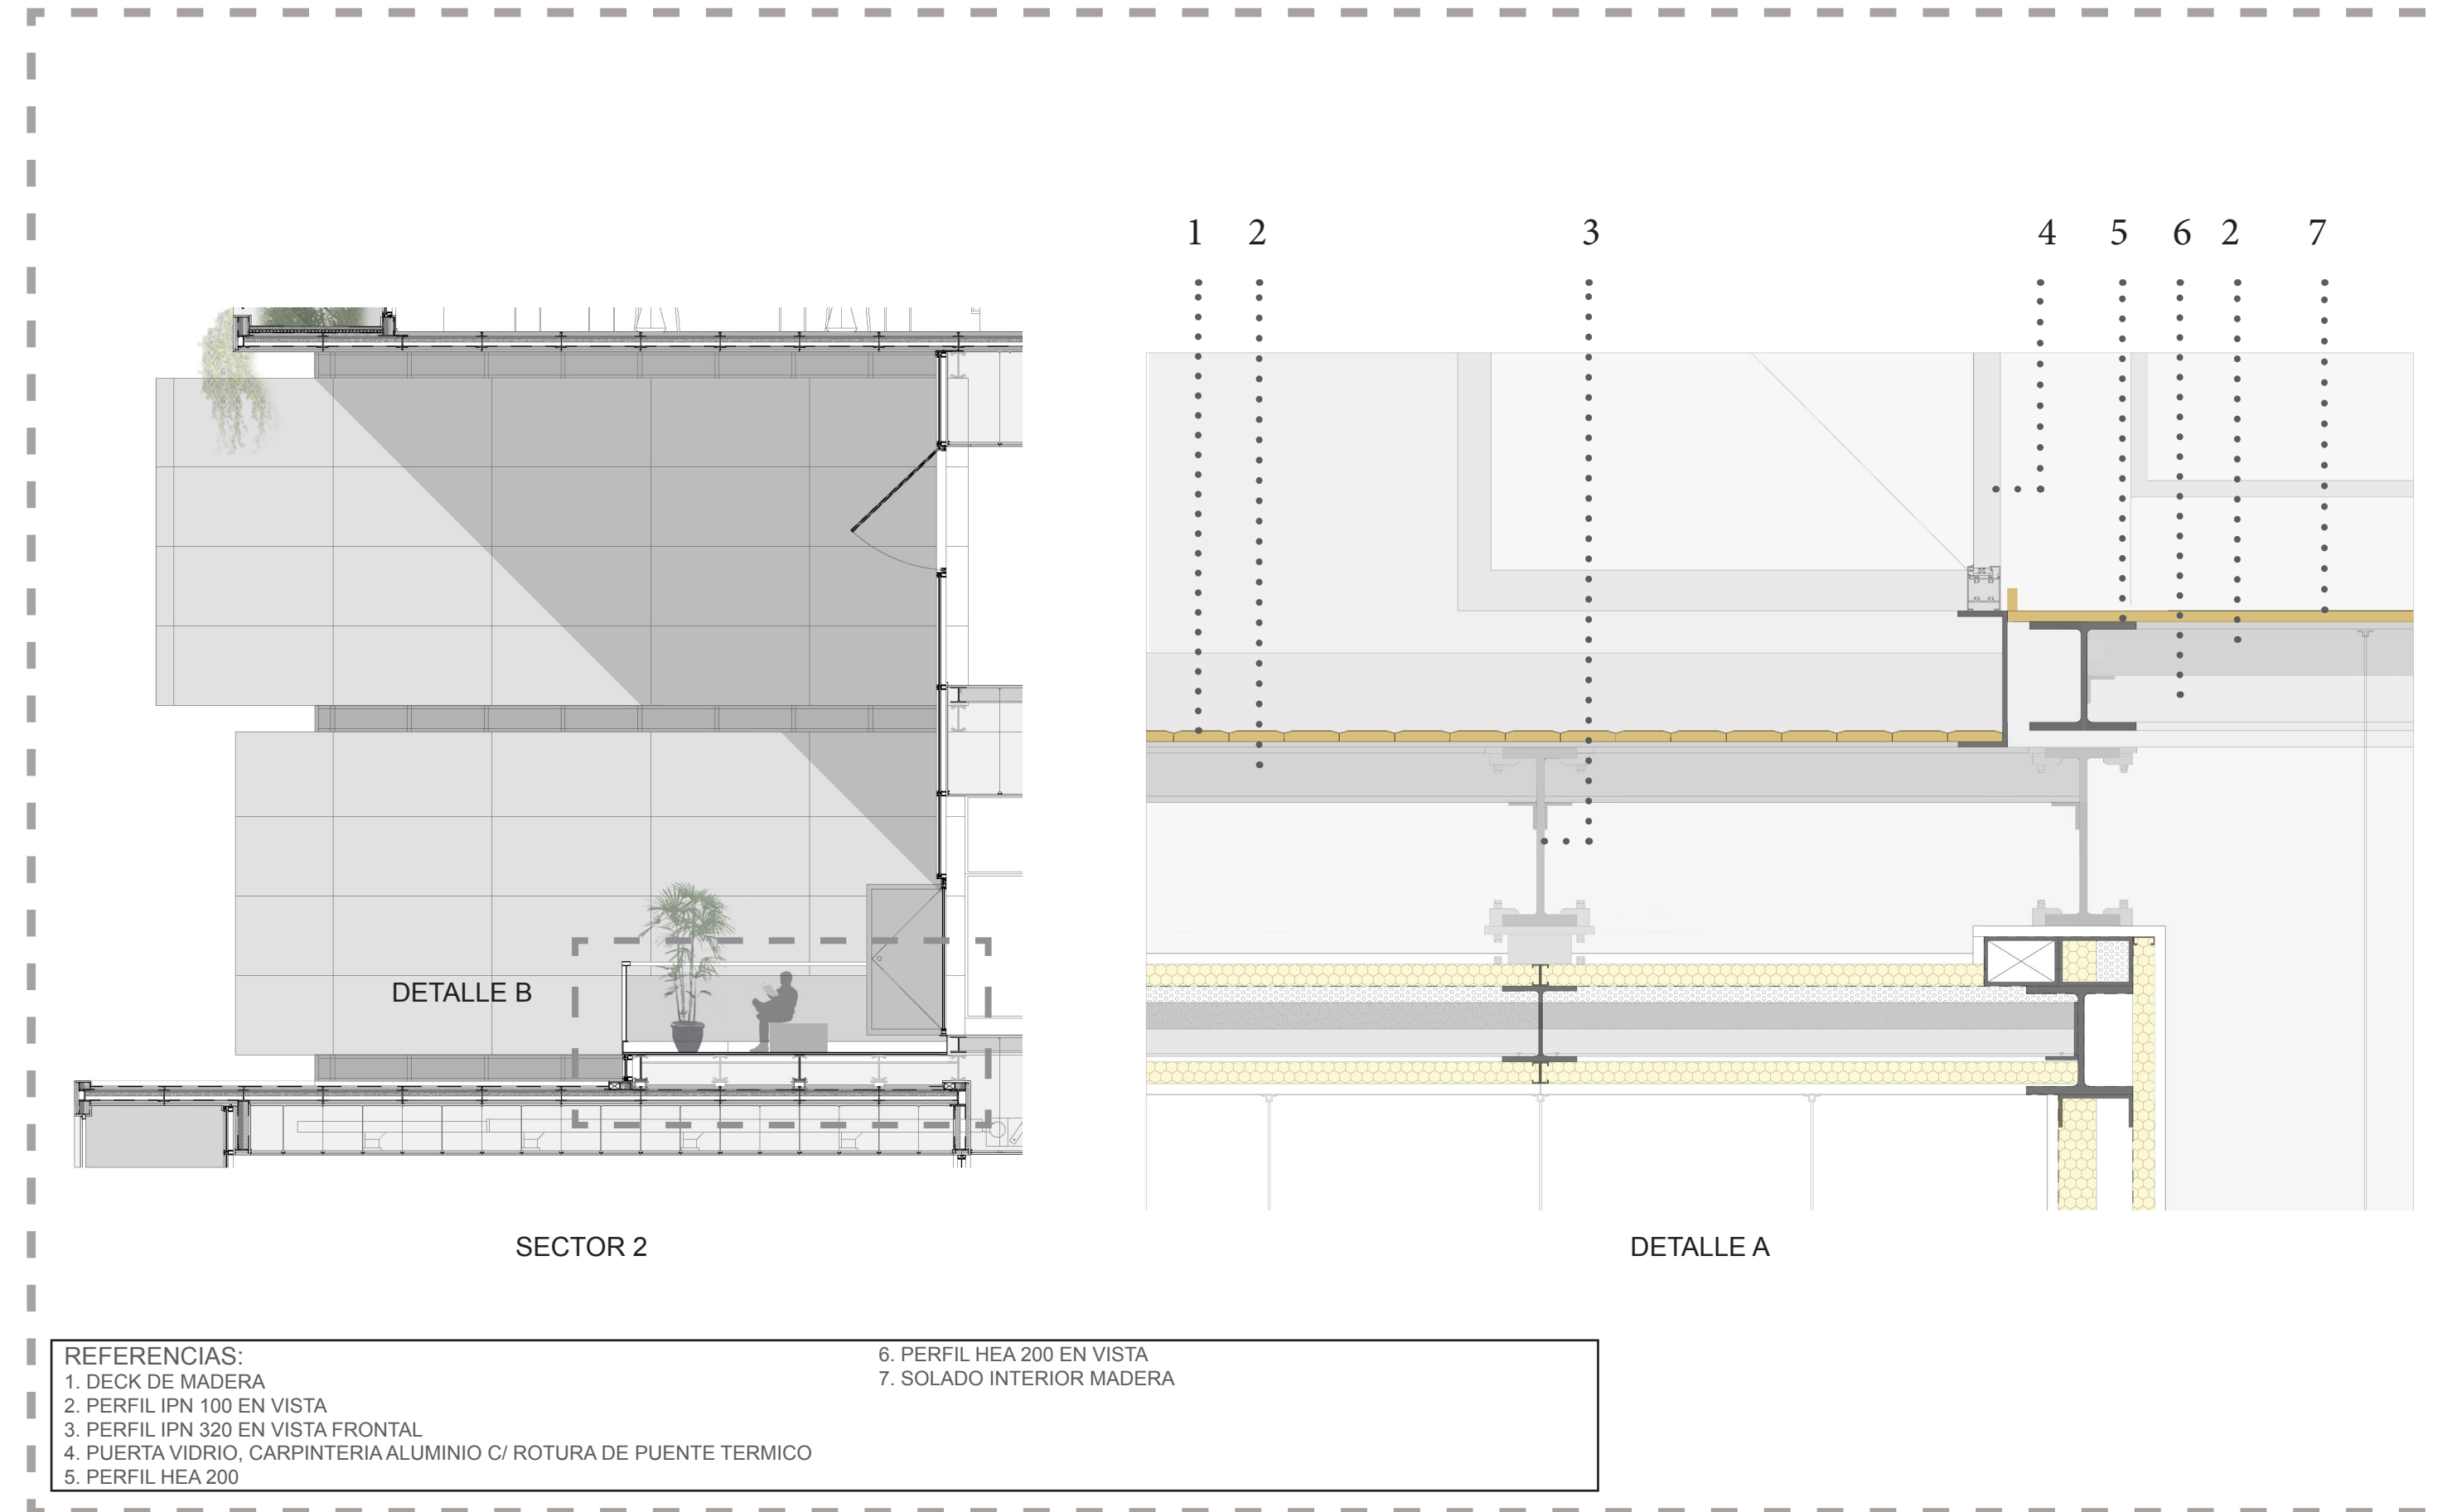 1 2 3 4 5 6 2 7
DETALLE B
SECTOR 2
DETALLE A
REFERENCIAS:
1. DECK DE MADERA
2. PERFIL IPN 100 EN VISTA
3. PERFIL IPN 320 EN VISTA FRONTAL
4. PUERTA VIDRIO, CARPINTERIA ALUMINIO C/ ROTURA DE PUENTE TERMICO
5. PERFIL HEA 200
6. PERFIL HEA 200 EN VISTA
7. SOLADO INTERIOR MADERA